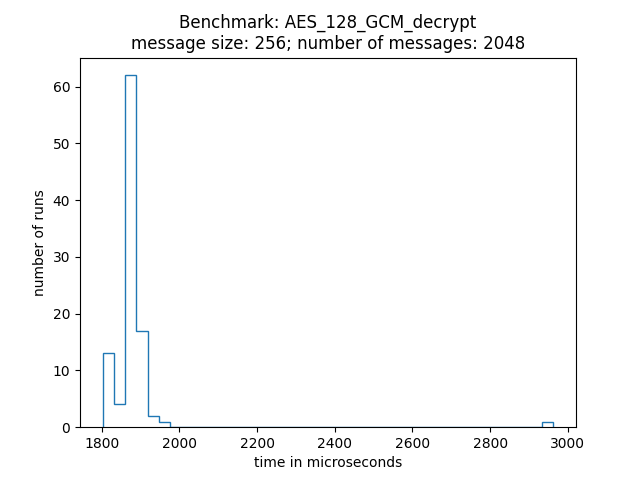 Benchmark: AES_128_GCM_decrypt
message size: 256; number of messages: 2048
60
50
40
30
20
10
0
number of runs
1800 2000 2200 2400 2600 2800 3000
time in microseconds